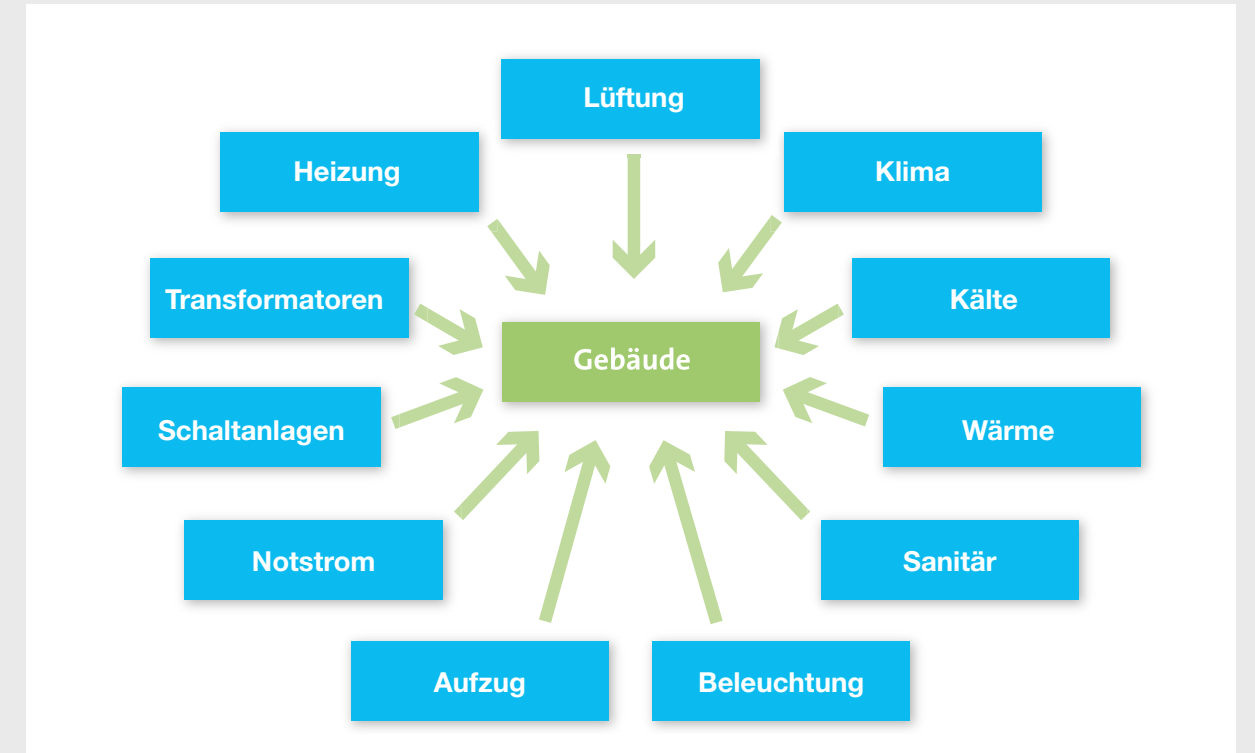 Lüftung
Heizung
Klima
Transformatoren
Kälte
Gebäude
Schaltanlagen
Wärme
Notstrom
Sanitär
Aufzug
Beleuchtung